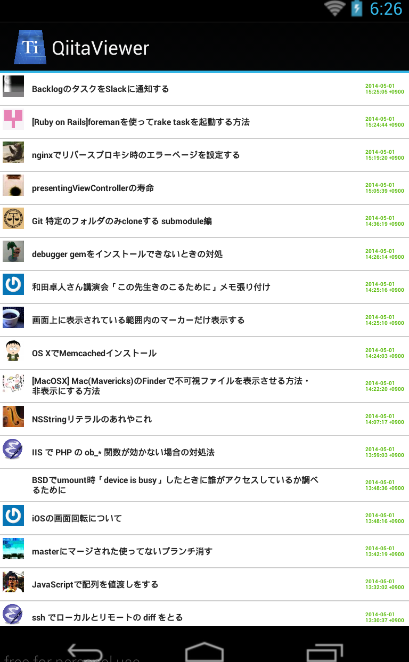 6:26
Ti QiitaViewer
BacklogのタスクをSlackに通知する
2014-05-01
15:25:05 +0900
[Ruby on Rails]foremanを使ってrake taskを起動する方法
2014-05-01
15:24:44 +0900
nginxでリバースプロキシ時のエラーページを設定する
2014-05-01
15:15:20 +0900
presentingViewControllerの寿命
2014-05-01
15:05:39 +0900
Git 特定のフォルダのみcloneする submodule編
2014-05-01
14:36:19 +0900
debugger gemをインストールできないときの対処
2014-05-01
14:26:14 +0900
和田卓人さん講演会「この先生きのこるために」メモ張り付け
2014-05-01
14:25:16 +0900
画面上に表示されている範囲内のマーカーだけ表示する
2014-05-01
14:25:10 +0900
OS XでMemcachedインストール
2014-05-01
14:24:03 +0900
[MacOSX] Mac(Mavericks)のFinderで不可視ファイルを表示させる方法・
非表示にする方法
2014-05-01
14:22:20 +0900
NSStringリテラルのあれやこれ
2014-05-01
14:07:17 +0900
IIS で PHP の ob_* 関数が効かない場合の対処法
2014-05-01
13:59:03 +0900
BSDでumount時「device is busy」したときに誰がアクセスしているか調べ
るために
2014-05-01
13:48:36 +0900
iOSの画面回転について
2014-05-01
13:48:16 +0900
masterにマージされた使ってないブランチ消す
2014-05-01
13:42:19 +0900
JavaScriptで配列を値渡しをする
2014-05-01
13:32:02 +0900
ssh でローカルとリモートの diff をとる
2014-05-01
13:30:37 +0900
free for personal use